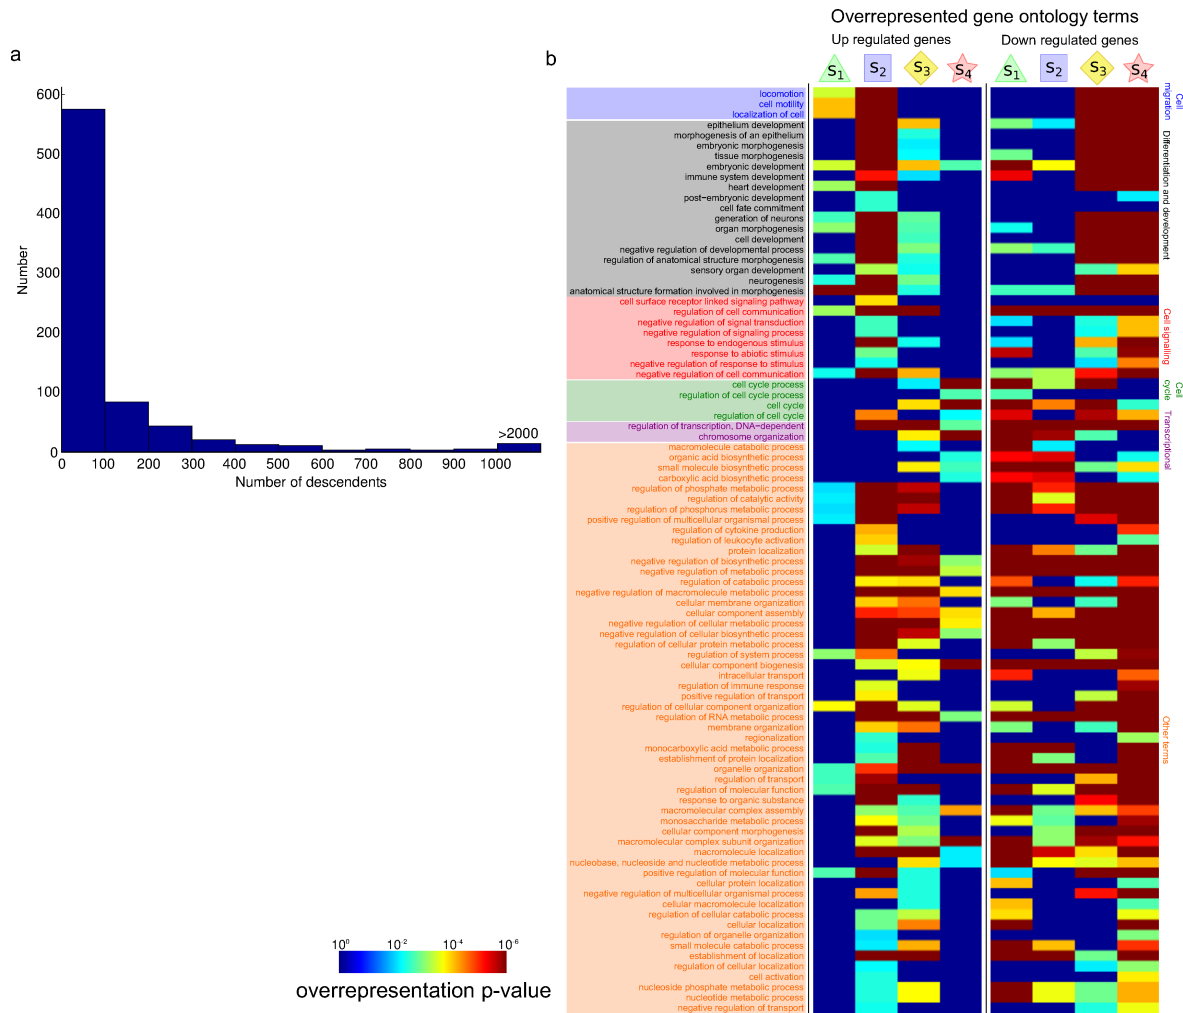 Overrepresented gene ontology terms
Up regulated genes
Down regulated genes
a
b
S1 S2 S3 S4
S1 S2 S3 S4
600
500
400
300
200
100
0
Number
0 100 200 300 400 500 600 700 800 900 1000
>2000
Number of descendents
locomotion
cell motility
localization of cell
epithelium development
morphogenesis of an epithelium
embryonic morphogenesis
tissue morphogenesis
embryonic development
immune system development
heart development
post−embryonic development
cell fate commitment
generation of neurons
organ morphogenesis
cell development
negative regulation of developmental process
regulation of anatomical structure morphogenesis
sensory organ development
neurogenesis
anatomical structure formation involved in morphogenesis
cell surface receptor linked signaling pathway
regulation of cell communication
negative regulation of signal transduction
negative regulation of signaling process
response to endogenous stimulus
response to abiotic stimulus
negative regulation of response to stimulus
negative regulation of cell communication
cell cycle process
regulation of cell cycle process
cell cycle
regulation of cell cycle
regulation of transcription, DNA−dependent
chromosome organization
macromolecule catabolic process
organic acid biosynthetic process
small molecule biosynthetic process
carboxylic acid biosynthetic process
regulation of phosphate metabolic process
regulation of catalytic activity
regulation of phosphorus metabolic process
positive regulation of multicellular organismal process
regulation of cytokine production
regulation of leukocyte activation
protein localization
negative regulation of biosynthetic process
negative regulation of metabolic process
regulation of catabolic process
negative regulation of macromolecule metabolic process
cellular membrane organization
cellular component assembly
negative regulation of cellular metabolic process
negative regulation of cellular biosynthetic process
regulation of cellular protein metabolic process
regulation of system process
cellular component biogenesis
intracellular transport
regulation of immune response
positive regulation of transport
regulation of cellular component organization
regulation of RNA metabolic process
membrane organization
regionalization
monocarboxylic acid metabolic process
establishment of protein localization
organelle organization
regulation of transport
regulation of molecular function
response to organic substance
macromolecular complex assembly
monosaccharide metabolic process
cellular component morphogenesis
macromolecular complex subunit organization
macromolecule localization
nucleobase, nucleoside and nucleotide metabolic process
positive regulation of molecular function
cellular protein localization
negative regulation of multicellular organismal process
cellular macromolecule localization
regulation of cellular catabolic process
cellular localization
regulation of organelle organization
small molecule catabolic process
establishment of localization
regulation of cellular localization
cell activation
nucleoside phosphate metabolic process
nucleotide metabolic process
negative regulation of transport
Cell
migration
Differentiation and development
Cell signalling
Cell
cycle
Transcriptional
Other terms
10^0 10^-2 10^-4 10^-6
overrepresentation p-value